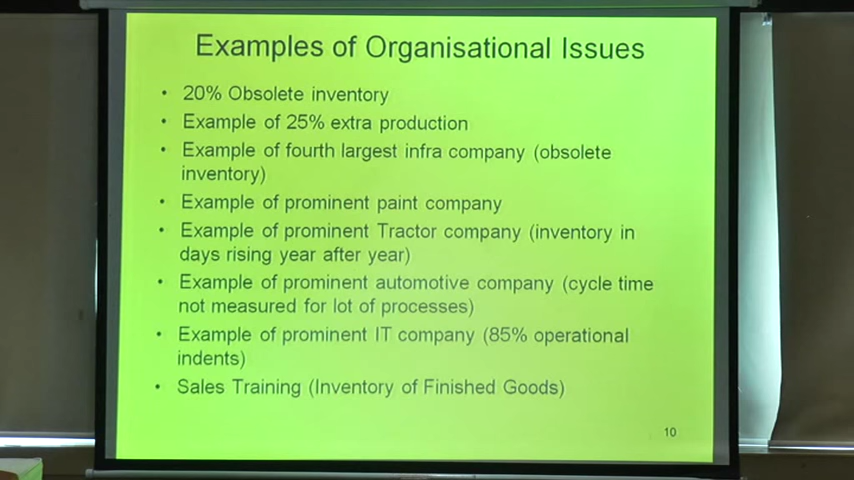 Examples of Organisational Issues
• 20% Obsolete inventory
• Example of 25% extra production
• Example of fourth largest infra company (obsolete
inventory)
• Example of prominent paint company
• Example of prominent Tractor company (inventory in
days rising year after year)
• Example of prominent automotive company (cycle time
not measured for lot of processes)
• Example of prominent IT company (85% operational
indents)
• Sales Training (Inventory of Finished Goods)
10